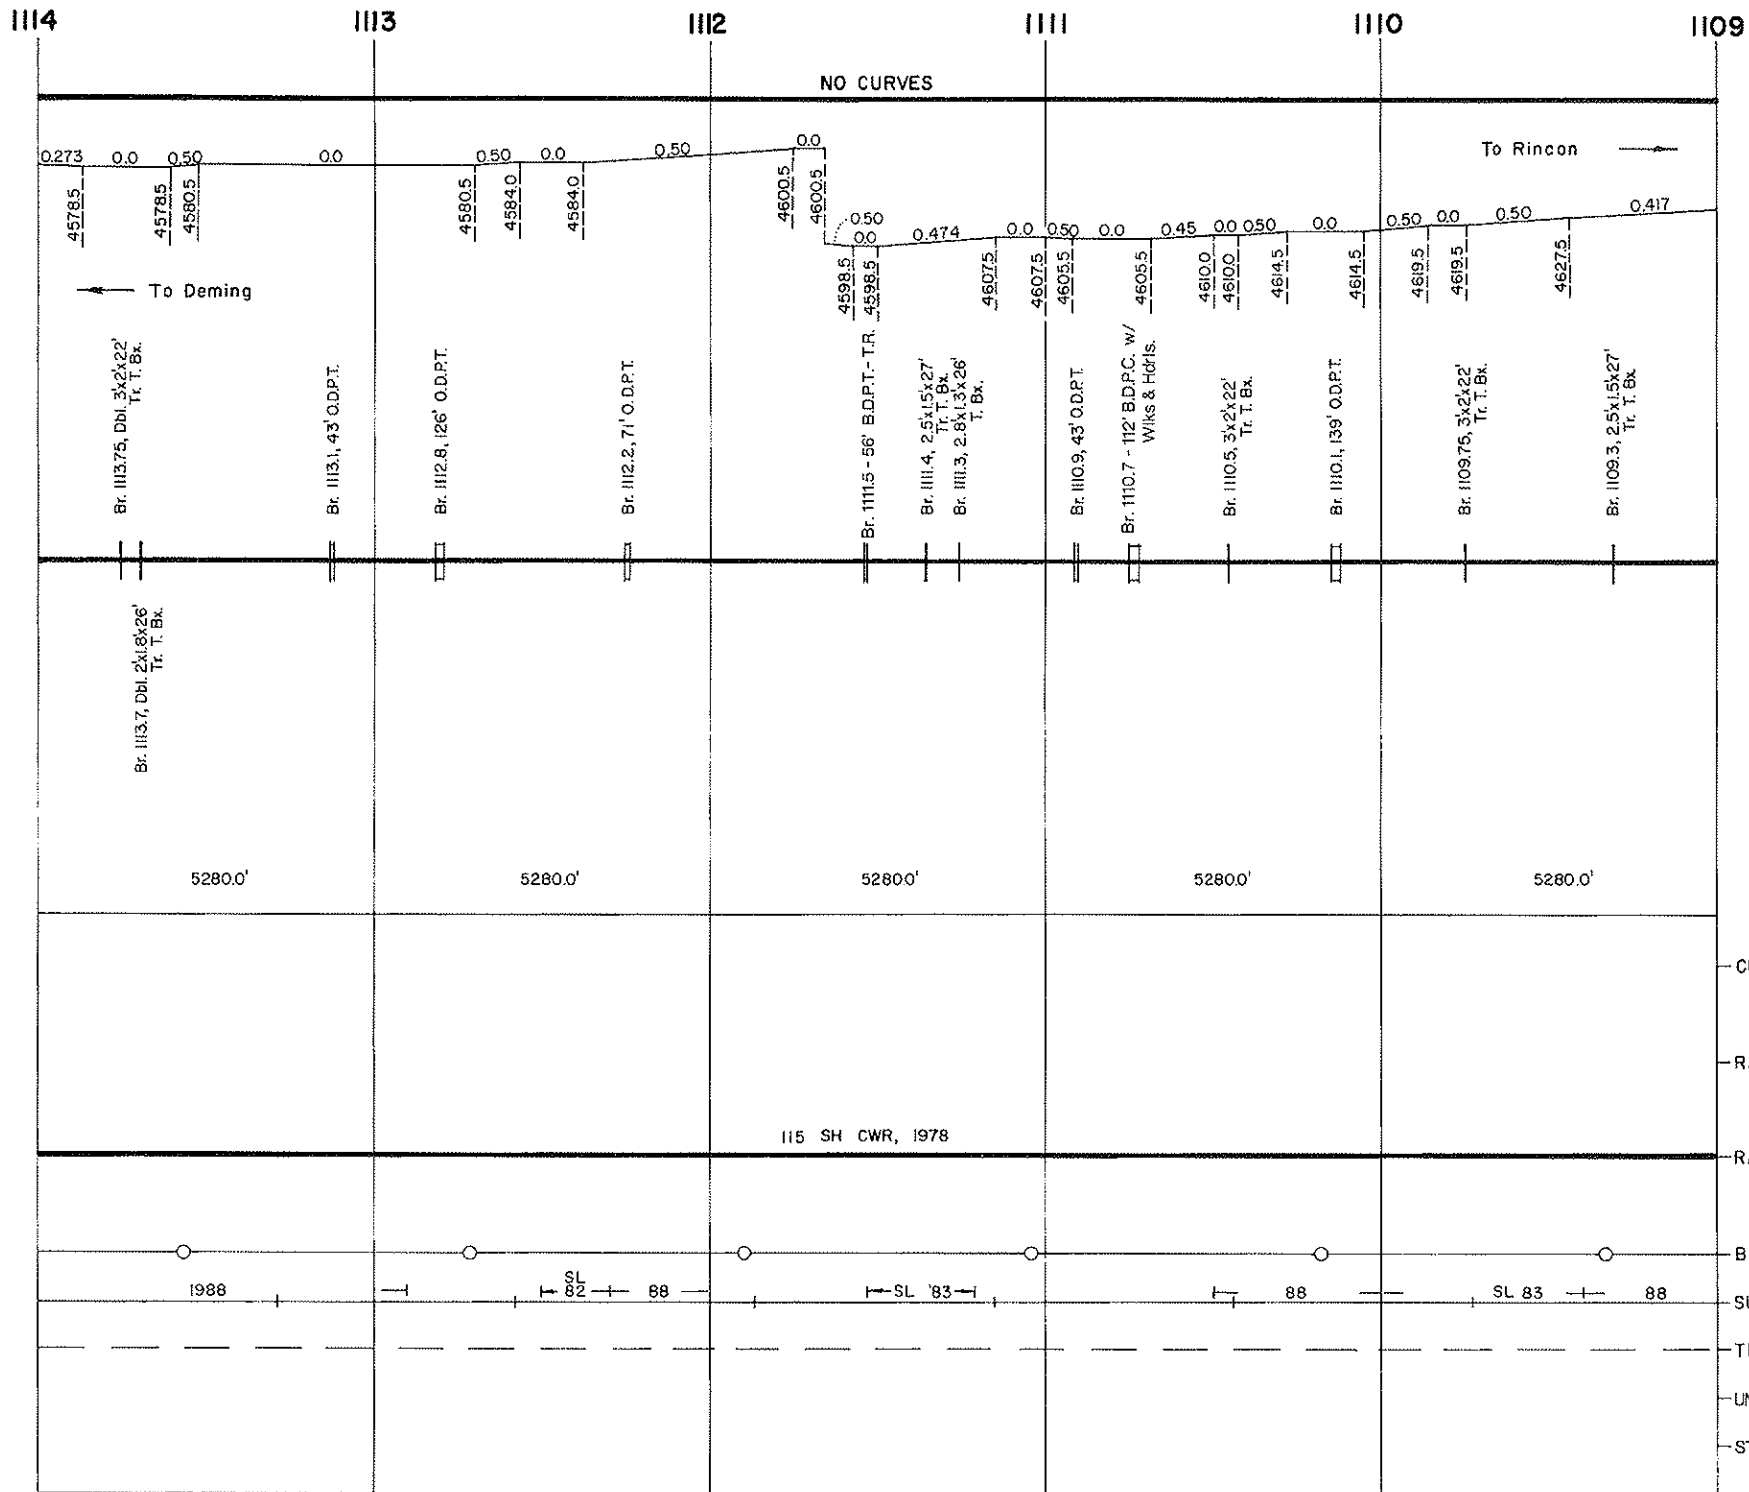 1114 1113 1112 1111 1110 1109
NO CURVES
0.273 0.0 0.50 0.0 0.50 0.0 0.50 0.0
To Rincon
4578.5 4578.5 4580.5 4580.5 4584.0 4584.0 4600.5 4600.5
0.50
0.0 0.474 0.0 0.50 0.0 0.45 0.0 0.50 0.0 0.50 0.0 0.50 0.417
4598.5 4598.5 4607.5 4607.5 4605.5 4605.5 4610.0 4610.0 4614.5 4614.5 4619.5 4619.5 4627.5
To Deming
Br. 1113.75, Dbl. 3'x2'x22'
Tr. T. Bx.
Br. 1113.1, 43' O.D.P.T.
Br. 1112.8, 126' O.D.P.T.
Br. 1112.2, 71' O.D.P.T.
Br. 1111.5 - 56' B.D.P.T. - T.R.
Br. 1111.4, 2.5'x1.5'x27'
Tr. T. Bx.
Br. 1111.3, 2.8'x1.3'x26'
T. Bx.
Br. 1110.9, 43' O.D.P.T.
Br. 1110.7 - 112' B.D.P.C. w/
Wlks & Hdrls.
Br. 1110.5, 3'x2'x22'
Tr. T. Bx.
Br. 1110.1, 139' O.D.P.T.
Br. 1109.75, 3'x2'x22'
Tr. T. Bx.
Br. 1109.3, 2.5'x1.5'x27'
Tr. T. Bx.
Br. 1113.7, Dbl. 2'x1.8'x26'
Tr. T. Bx.
5280.0' 5280.0' 5280.0' 5280.0' 5280.0'
115 SH CWR, 1978
1988 SL 82 88 SL '83 88 SL 83 88